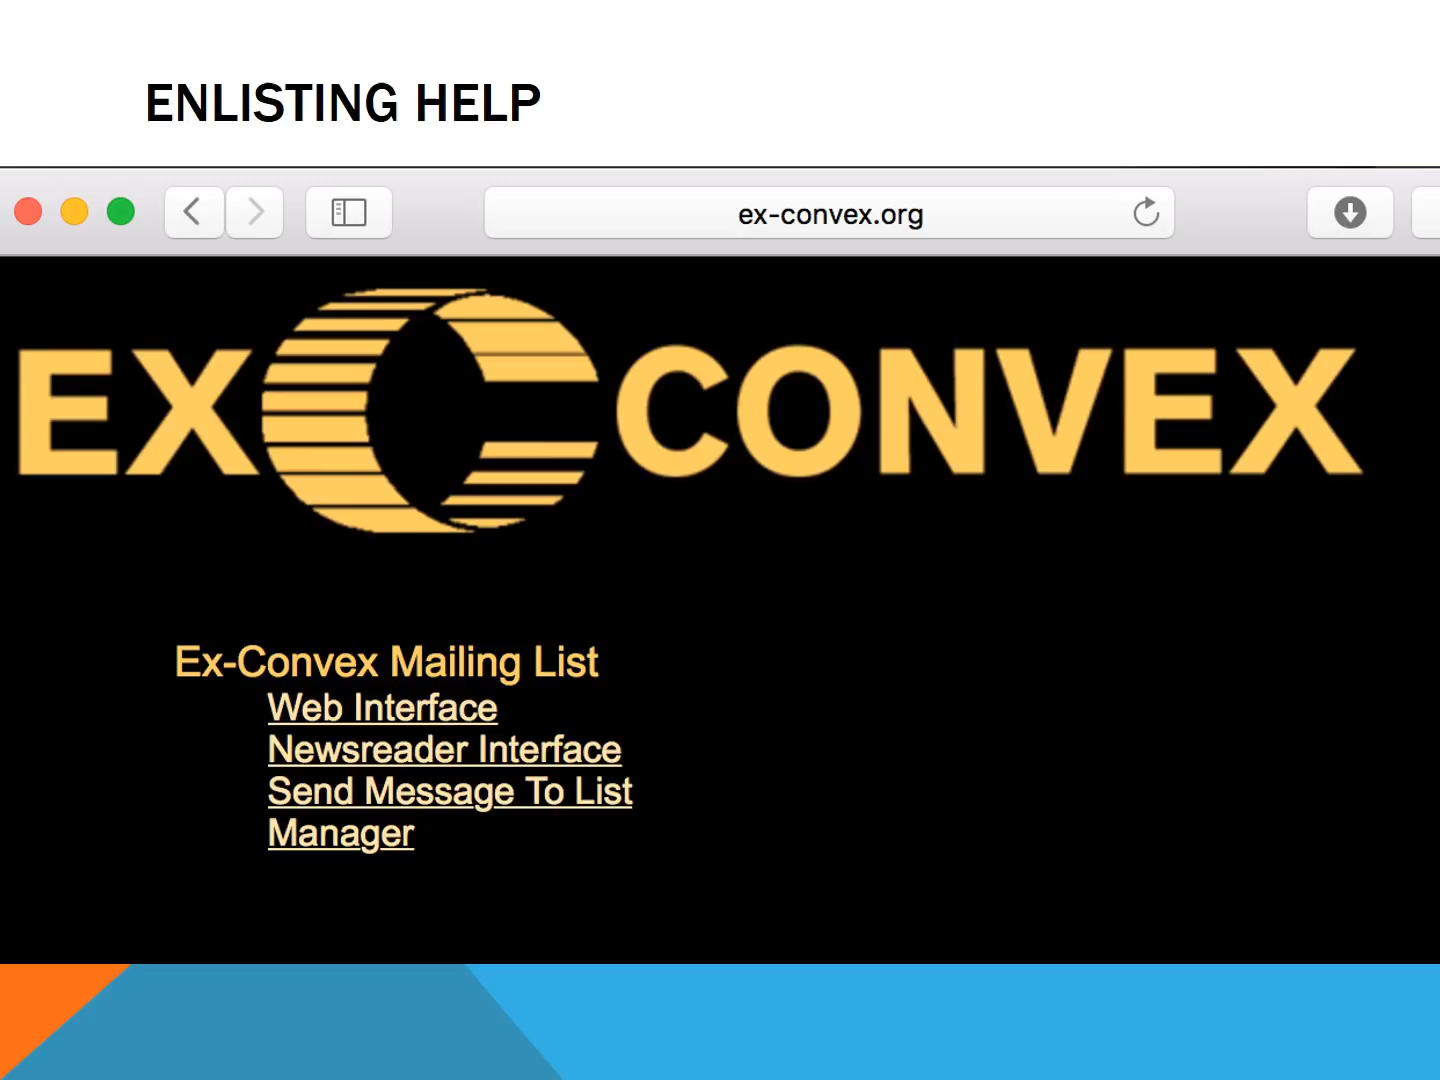 ENLISTING HELP
ex-convex.org
EX CONVEX
Ex-Convex Mailing List
Web Interface
Newsreader Interface
Send Message To List
Manager